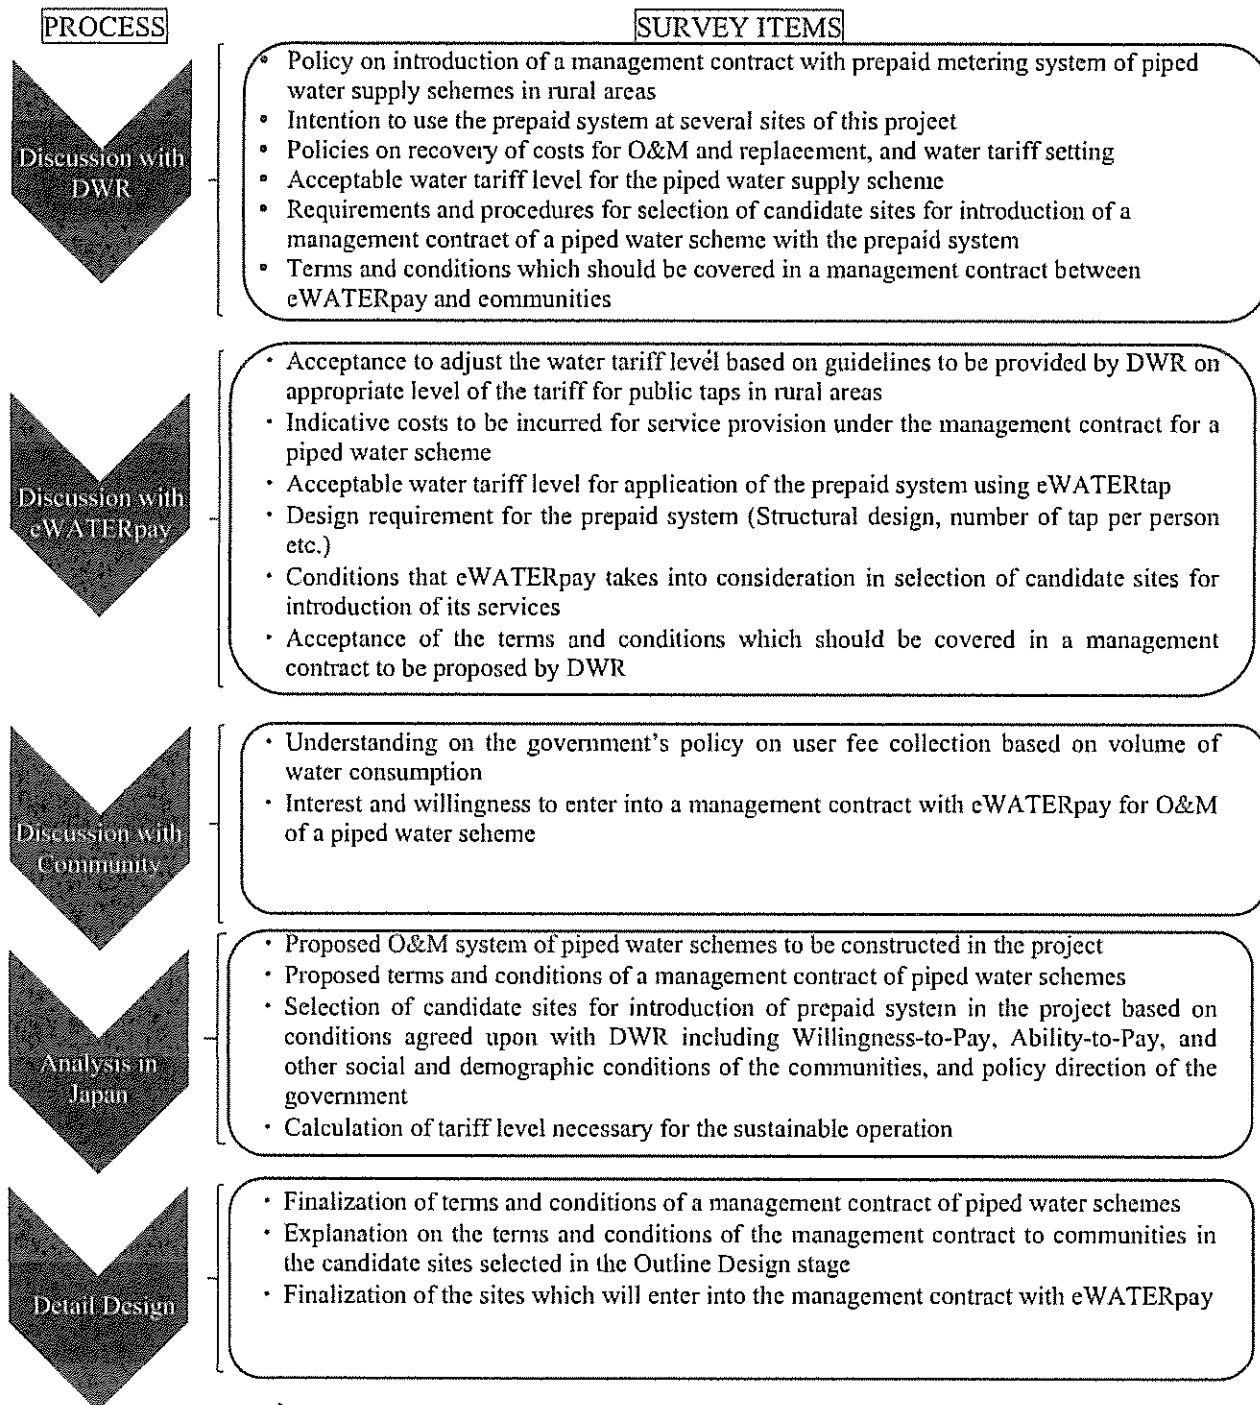 PROCESS
SURVEY ITEMS
Discussion with
DWR
• Policy on introduction of a management contract with prepaid metering system of piped
water supply schemes in rural areas
• Intention to use the prepaid system at several sites of this project
• Policies on recovery of costs for O&M and replacement, and water tariff setting
• Acceptable water tariff level for the piped water supply scheme
• Requirements and procedures for selection of candidate sites for introduction of a
management contract of a piped water scheme with the prepaid system
• Terms and conditions which should be covered in a management contract between
eWATERpay and communities
Discussion with
eWATERpay
・ Acceptance to adjust the water tariff level based on guidelines to be provided by DWR on
appropriate level of the tariff for public taps in rural areas
・ Indicative costs to be incurred for service provision under the management contract for a
piped water scheme
・ Acceptable water tariff level for application of the prepaid system using eWATERtap
・ Design requirement for the prepaid system (Structural design, number of tap per person
etc.)
・ Conditions that eWATERpay takes into consideration in selection of candidate sites for
introduction of its services
・ Acceptance of the terms and conditions which should be covered in a management
contract to be proposed by DWR
Discussion with
Community
・ Understanding on the government's policy on user fee collection based on volume of
water consumption
・ Interest and willingness to enter into a management contract with eWATERpay for O&M
of a piped water scheme
Analysis in
Japan
・ Proposed O&M system of piped water schemes to be constructed in the project
・ Proposed terms and conditions of a management contract of piped water schemes
・ Selection of candidate sites for introduction of prepaid system in the project based on
conditions agreed upon with DWR including Willingness-to-Pay, Ability-to-Pay, and
other social and demographic conditions of the communities, and policy direction of the
government
・ Calculation of tariff level necessary for the sustainable operation
Detail Design
・ Finalization of terms and conditions of a management contract of piped water schemes
・ Explanation on the terms and conditions of the management contract to communities in
the candidate sites selected in the Outline Design stage
・ Finalization of the sites which will enter into the management contract with eWATERpay